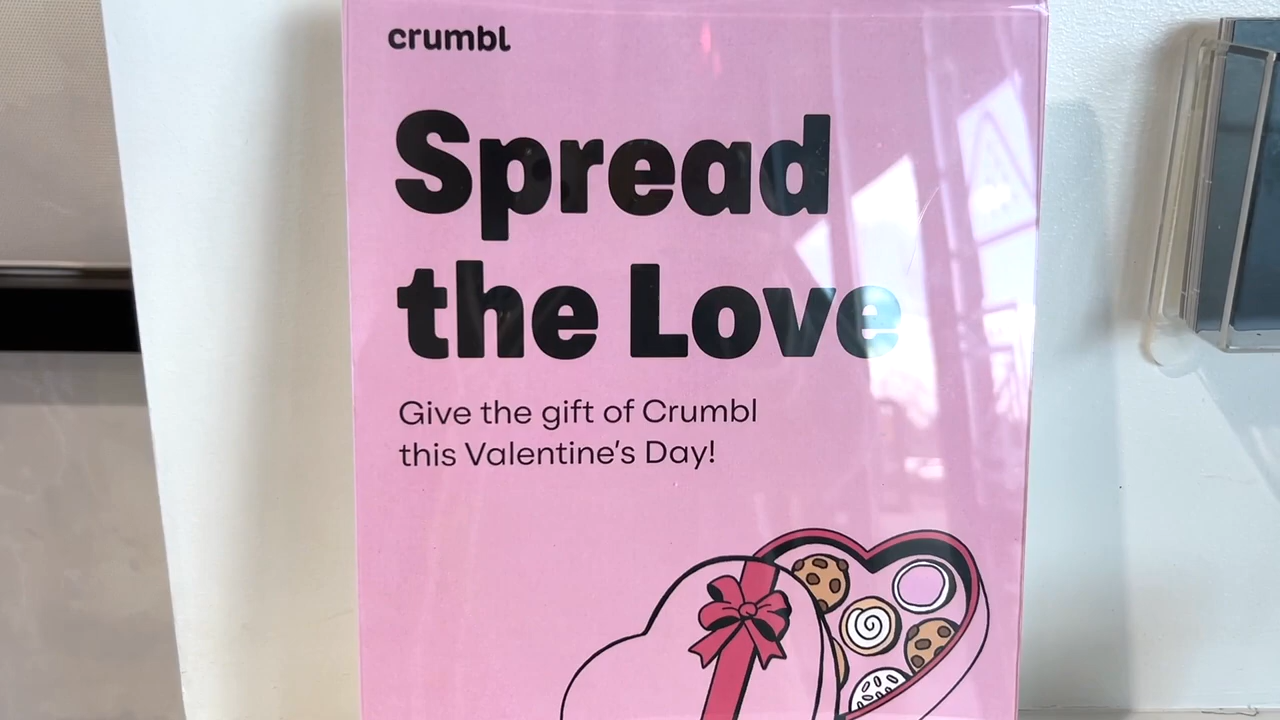 crumbl
Spread
the Love
Give the gift of Crumbl
this Valentine's Day!